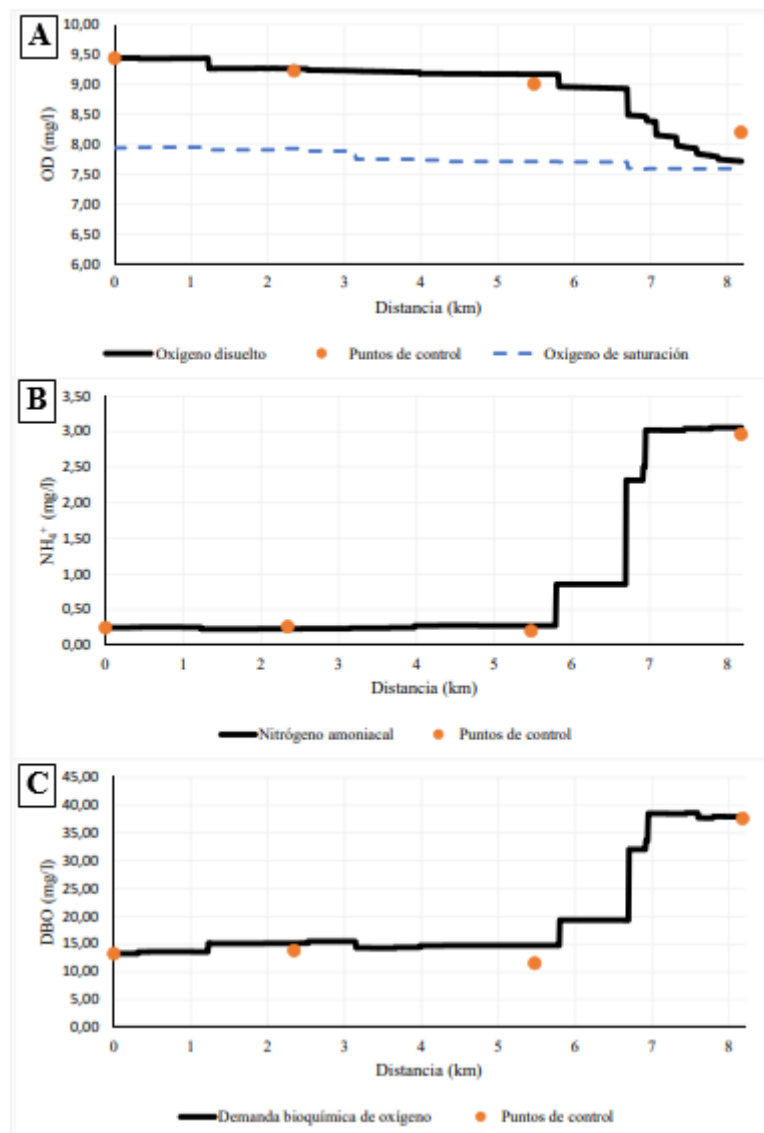 A
10,00
9,50
9,00
8,50
8,00
7,50
7,00
6,50
6,00
OD (mg/l)
0 1 2 3 4 5 6 7 8
Distancia (km)
Oxígeno disuelto Puntos de control Oxígeno de saturación
B
3,50
3,00
2,50
2,00
1,50
1,00
0,50
0,00
NH₄⁺ (mg/l)
0 1 2 3 4 5 6 7 8
Distancia (km)
Nitrógeno amoniacal Puntos de control
C
45,00
40,00
35,00
30,00
25,00
20,00
15,00
10,00
5,00
0,00
DBO (mg/l)
0 1 2 3 4 5 6 7 8
Distancia (km)
Demanda bioquímica de oxígeno Puntos de control